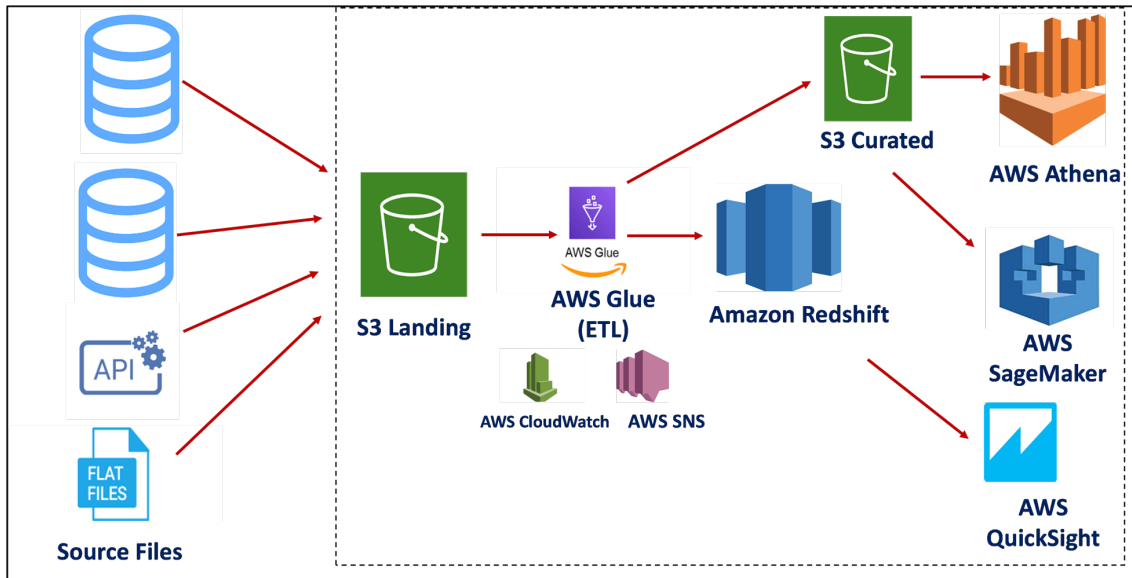 API
FLAT
FILES
Source Files
S3 Landing
AWS Glue
AWS Glue
(ETL)
AWS CloudWatch
AWS SNS
Amazon Redshift
S3 Curated
AWS Athena
AWS
SageMaker
AWS
QuickSight